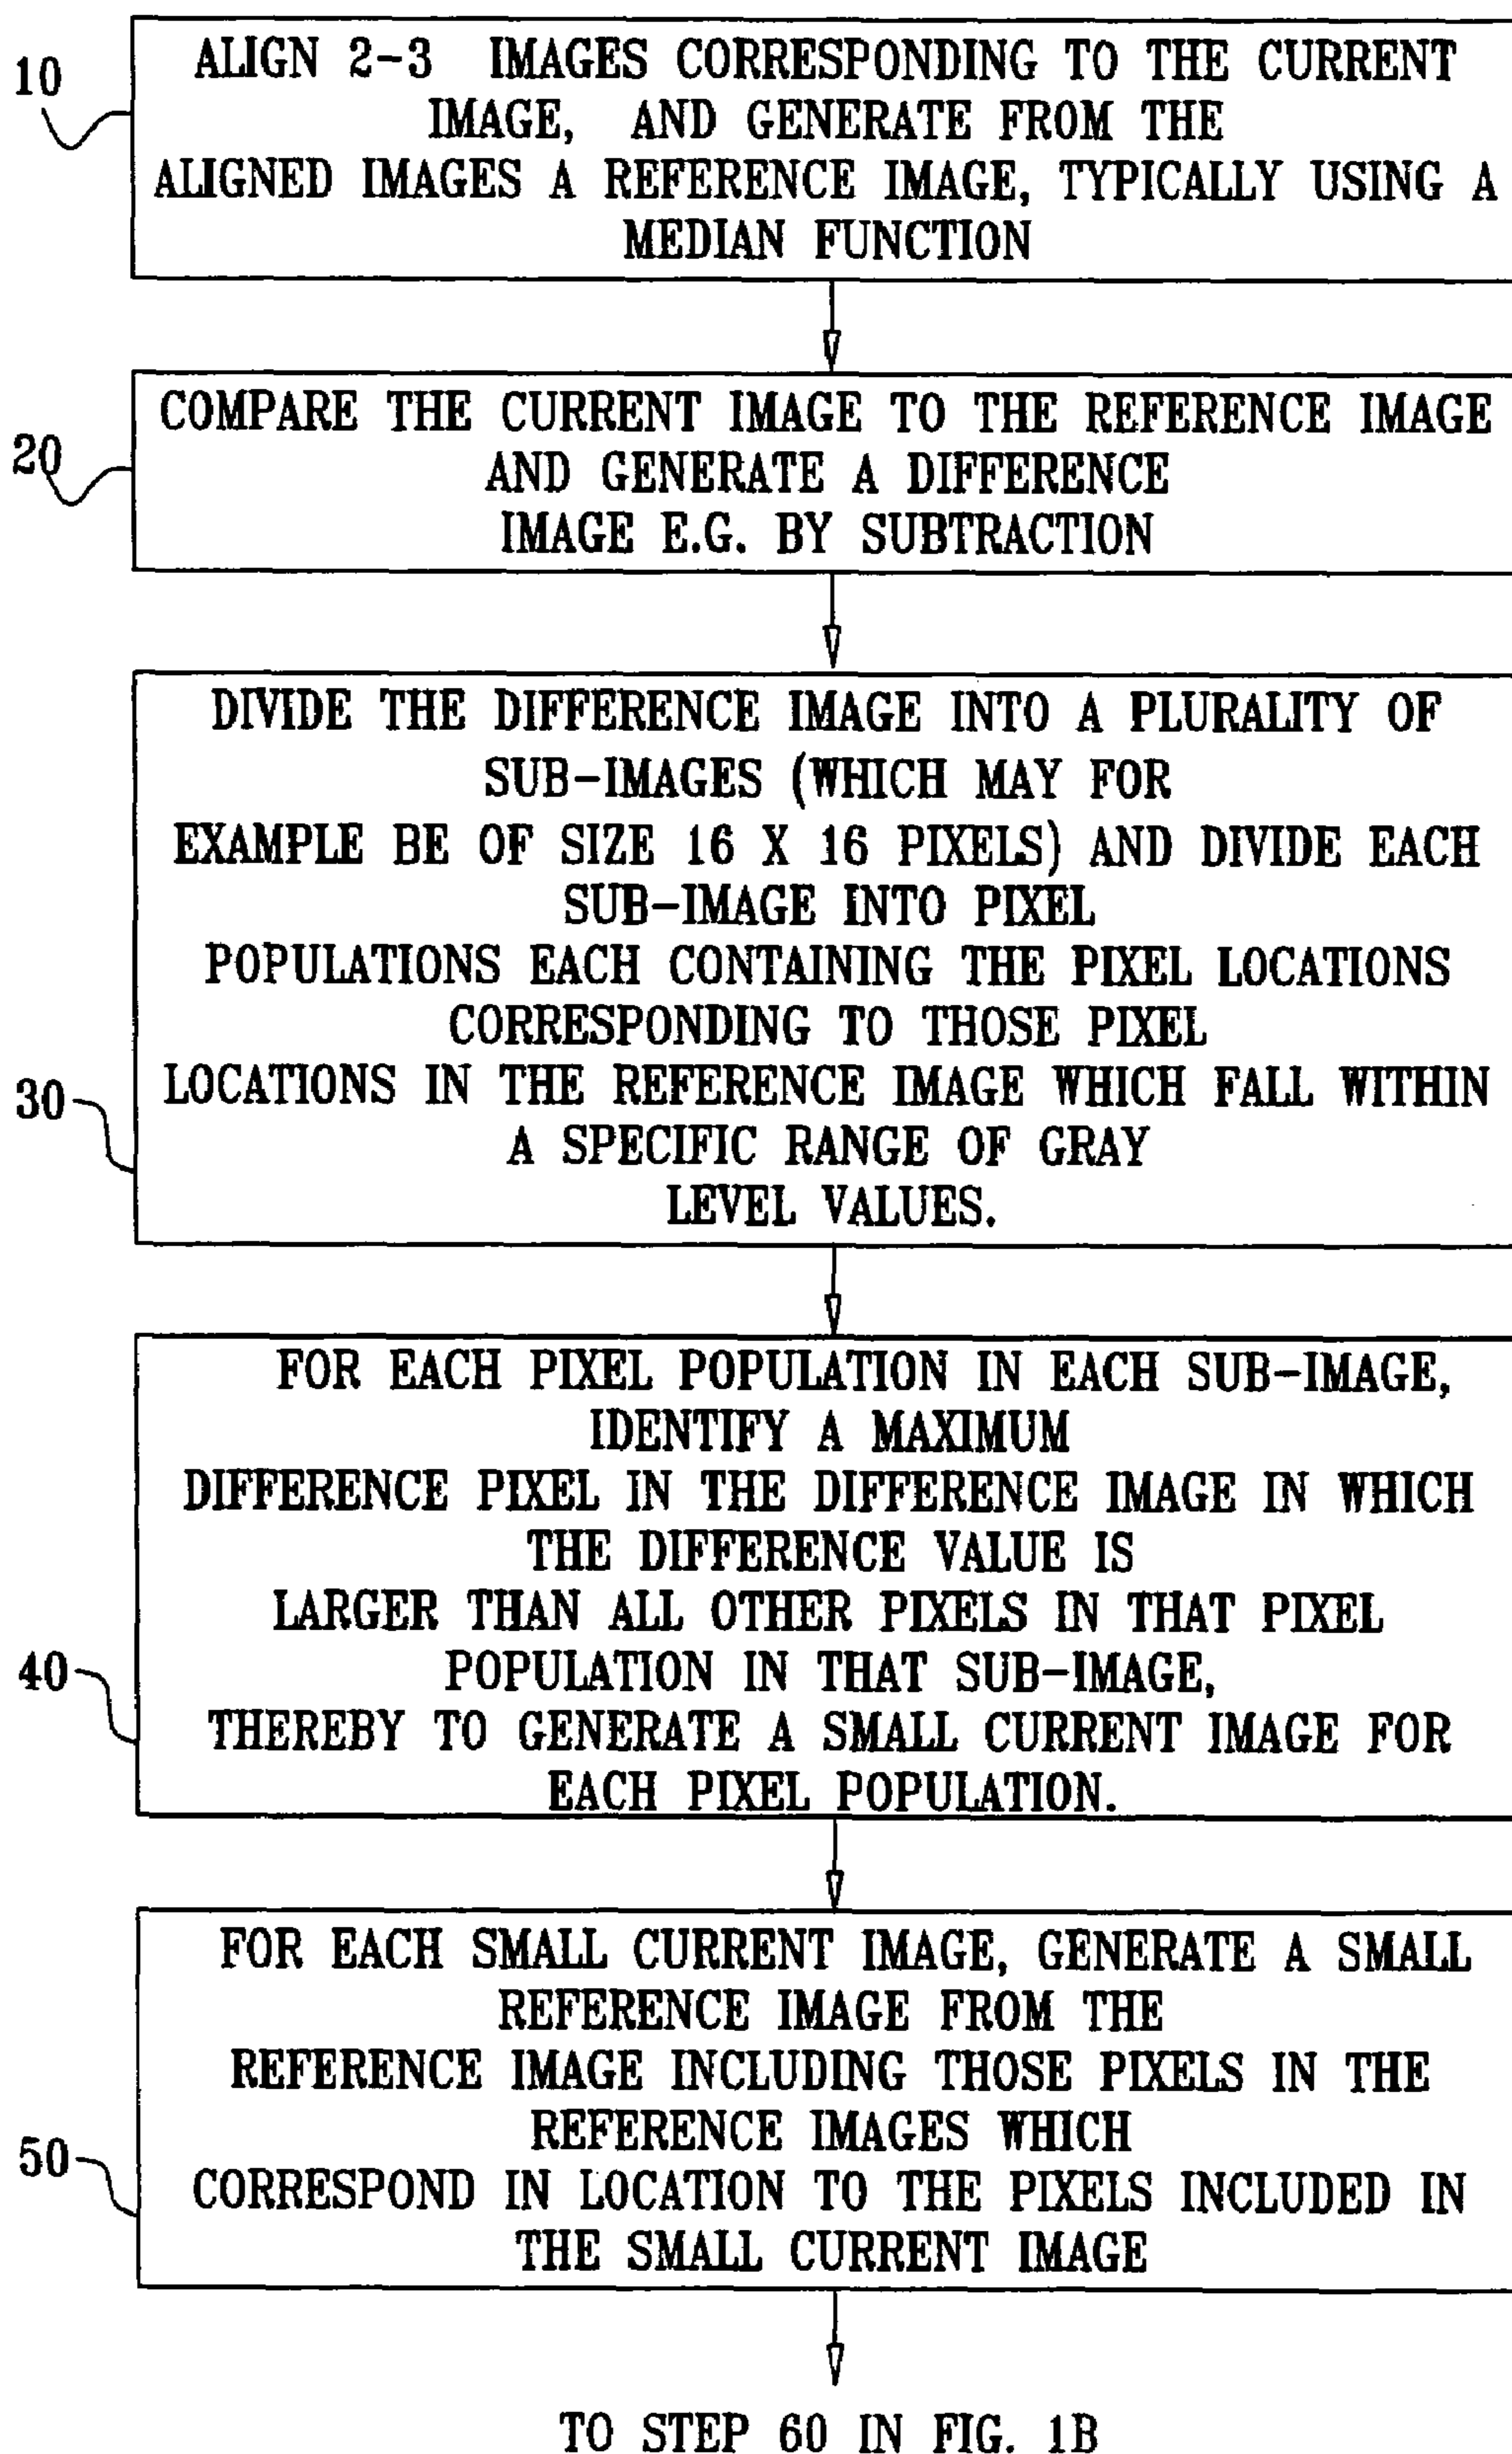 10
ALIGN 2-3 IMAGES CORRESPONDING TO THE CURRENT
IMAGE, AND GENERATE FROM THE
ALIGNED IMAGES A REFERENCE IMAGE, TYPICALLY USING A
MEDIAN FUNCTION
20
COMPARE THE CURRENT IMAGE TO THE REFERENCE IMAGE
AND GENERATE A DIFFERENCE
IMAGE E.G. BY SUBTRACTION
30
DIVIDE THE DIFFERENCE IMAGE INTO A PLURALITY OF
SUB-IMAGES (WHICH MAY FOR
EXAMPLE BE OF SIZE 16 X 16 PIXELS) AND DIVIDE EACH
SUB-IMAGE INTO PIXEL
POPULATIONS EACH CONTAINING THE PIXEL LOCATIONS
CORRESPONDING TO THOSE PIXEL
LOCATIONS IN THE REFERENCE IMAGE WHICH FALL WITHIN
A SPECIFIC RANGE OF GRAY
LEVEL VALUES.
40
FOR EACH PIXEL POPULATION IN EACH SUB-IMAGE,
IDENTIFY A MAXIMUM
DIFFERENCE PIXEL IN THE DIFFERENCE IMAGE IN WHICH
THE DIFFERENCE VALUE IS
LARGER THAN ALL OTHER PIXELS IN THAT PIXEL
POPULATION IN THAT SUB-IMAGE,
THEREBY TO GENERATE A SMALL CURRENT IMAGE FOR
EACH PIXEL POPULATION.
50
FOR EACH SMALL CURRENT IMAGE, GENERATE A SMALL
REFERENCE IMAGE FROM THE
REFERENCE IMAGE INCLUDING THOSE PIXELS IN THE
REFERENCE IMAGES WHICH
CORRESPOND IN LOCATION TO THE PIXELS INCLUDED IN
THE SMALL CURRENT IMAGE
TO STEP 60 IN FIG. 1B